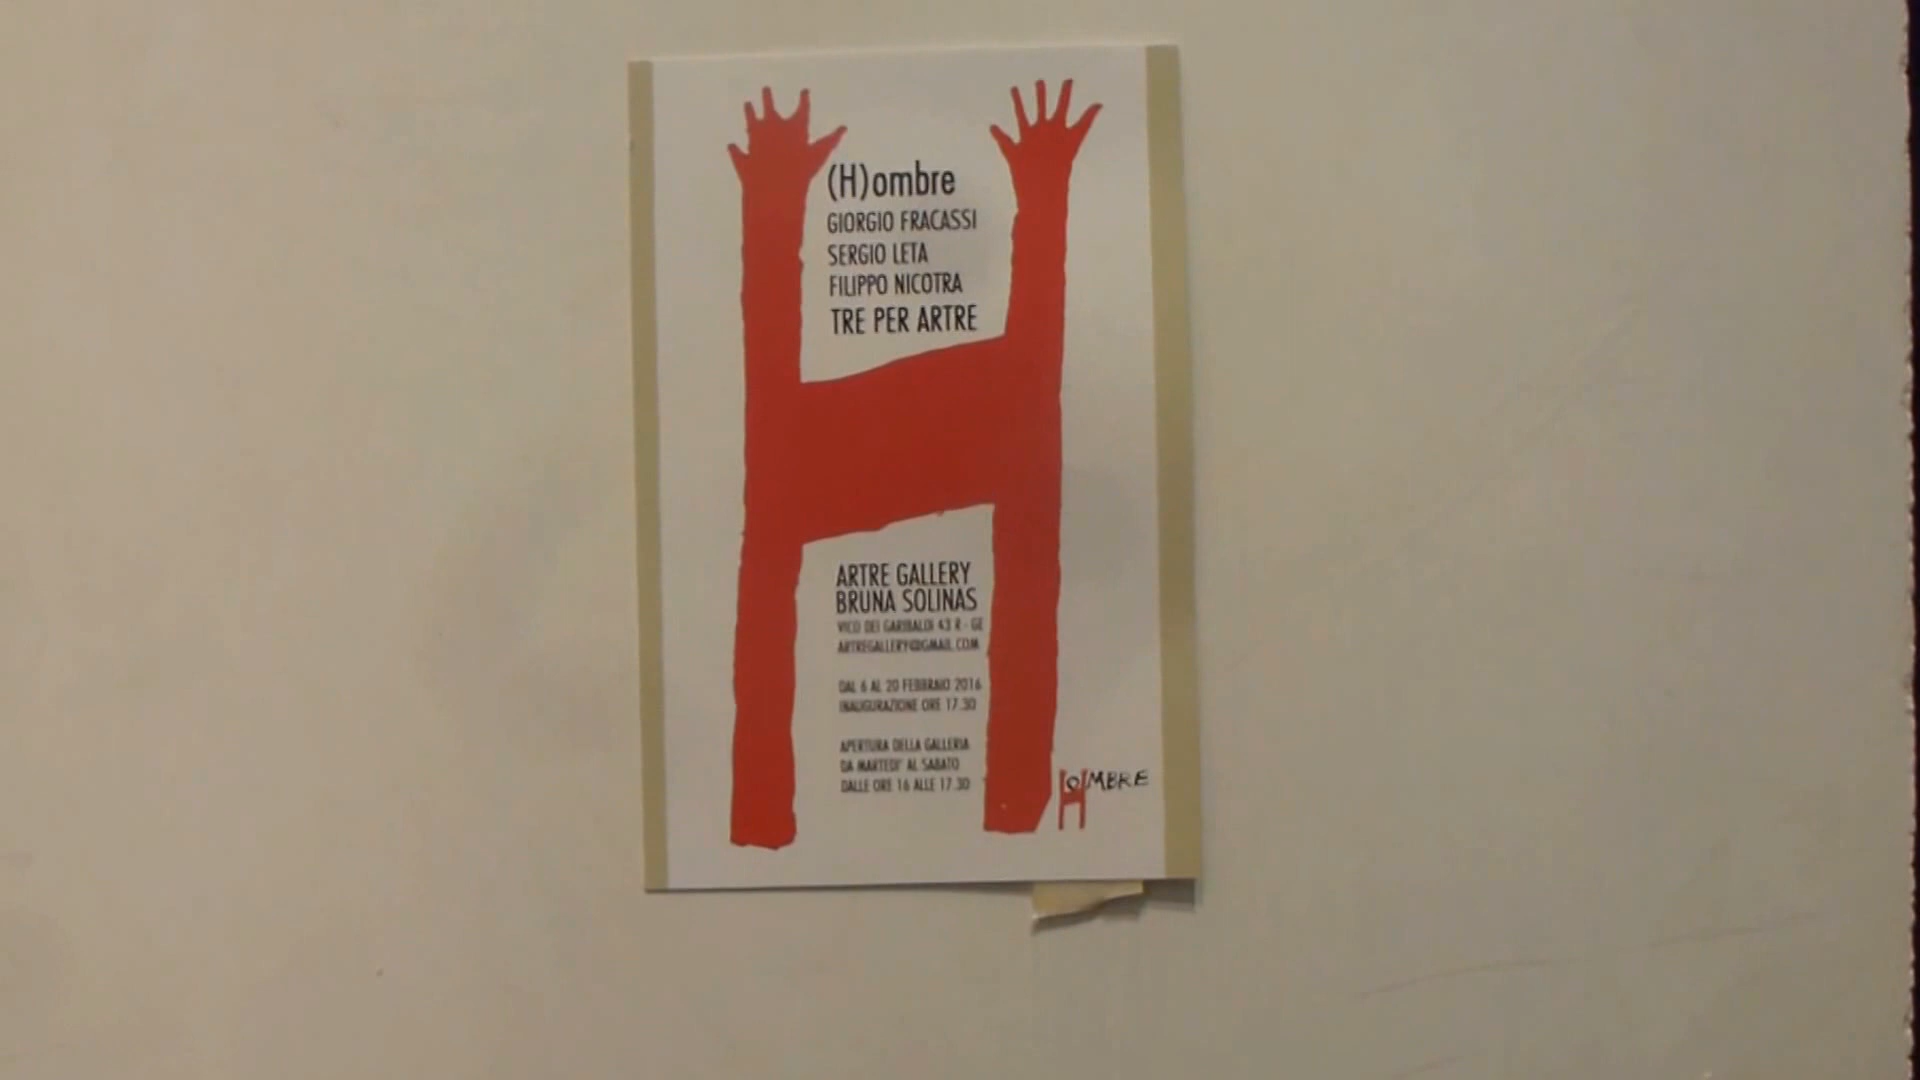 (H)ombre
GIORGIO FRACASSI
SERGIO LETA
FILIPPO NICOTRA
TRE PER ARTRE
ARTRE GALLERY
BRUNA SOLINAS
VICO DEI GARIBALDI 43 R - GE
ARTREGALLERY@GMAIL.COM
DAL 6 AL 20 FEBBRAIO 2016
INAUGURAZIONE ORE 17.30
APERTURA DELLA GALLERIA
DA MARTEDI' AL SABATO
DALLE ORE 16 ALLE 17.30
HOMBRE